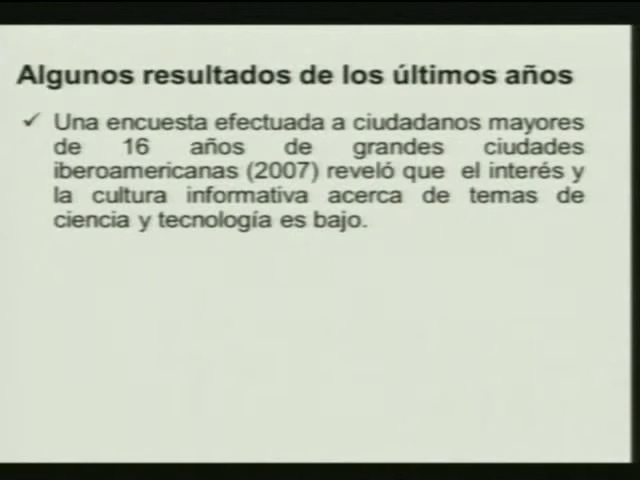 Algunos resultados de los últimos años
✓ Una encuesta efectuada a ciudadanos mayores
de 16 años de grandes ciudades
iberoamericanas (2007) reveló que el interés y
la cultura informativa acerca de temas de
ciencia y tecnología es bajo.